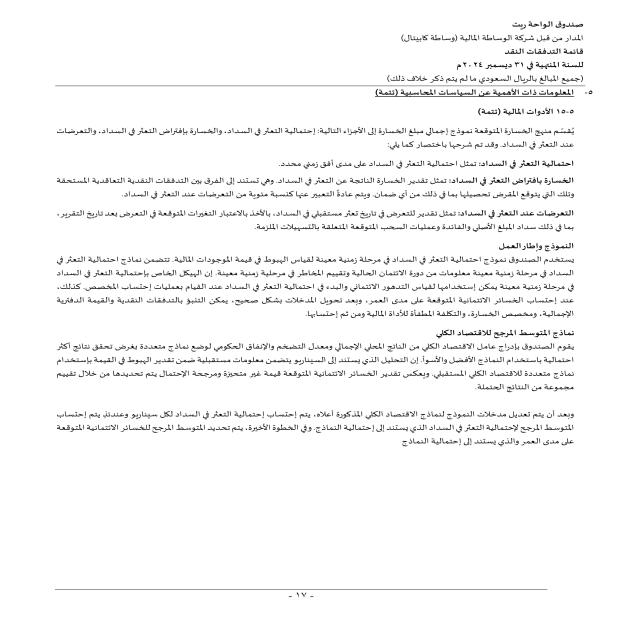 صندوق الواحة ريت
المدار من قبل شركة الوساطة المالية (وساطة كابيتال)
قائمة التدفقات النقد
للسنة المنتهية في ٣١ ديسمبر ٢٠٢٤م
(جميع المبالغ بالريال السعودي ما لم يتم ذكر خلاف ذلك)
٥- المعلومات ذات الأهمية عن السياسات المحاسبية (تتمة)
١٥-٥ الأدوات المالية (تتمة)
يُقسّم منهج الخسارة المتوقعة نموذج إجمالي مبلغ الخسارة إلى الأجزاء التالية: إحتمالية التعثر في السداد، والخسارة بإفتراض التعثر في السداد، والتعرضات
عند التعثر في السداد. وقد تم شرحها باختصار كما يلي:
احتمالية التعثر في السداد: تمثل احتمالية التعثر في السداد على مدى أفق زمني محدد.
الخسارة بافتراض التعثر في السداد: تمثل تقدير الخسارة الناتجة عن التعثر في السداد. وهي تستند إلى الفرق بين التدفقات النقدية التعاقدية المستحقة
وتلك التي يتوقع المقرض تحصيلها بما في ذلك من أي ضمان. ويتم عادةً التعبير عنها كنسبة مئوية من التعرضات عند التعثر في السداد.
التعرضات عند التعثر في السداد: تمثل تقدير للتعرض في تاريخ تعثر مستقبلي في السداد، بالأخذ بالاعتبار التغيرات المتوقعة في التعرض بعد تاريخ التقرير،
بما في ذلك سداد المبلغ الأصلي والفائدة وعمليات السحب المتوقعة المتعلقة بالتسهيلات الملزمة.
النموذج وإطار العمل
يستخدم الصندوق نموذج احتمالية التعثر في السداد في مرحلة زمنية معينة لقياس الهبوط في قيمة الموجودات المالية. تتضمن نماذج احتمالية التعثر في
السداد في مرحلة زمنية معينة معلومات من دورة الائتمان الحالية وتقييم المخاطر في مرحلة زمنية معينة. إن الهيكل الخاص بإحتمالية التعثر في السداد
في مرحلة زمنية معينة يمكن إستخدامها لقياس التدهور الائتماني والبدء في احتمالية التعثر في السداد عند القيام بعمليات إحتساب المخصص. كذلك،
عند إحتساب الخسائر الائتمانية المتوقعة على مدى العمر، وبعد تحويل المدخلات بشكل صحيح، يمكن التنبؤ بالتدفقات النقدية والقيمة الدفترية
الإجمالية، ومخصص الخسارة، والتكلفة المطفأة للأداة المالية ومن ثم إحتسابها.
نماذج المتوسط المرجح للاقتصاد الكلي
يقوم الصندوق بإدراج عامل الاقتصاد الكلي من الناتج المحلي الإجمالي ومعدل التضخم والإنفاق الحكومي لوضع نماذج متعددة بغرض تحقق نتائج أكثر
احتمالية باستخدام النماذج الأفضل والأسوأ. إن التحليل الذي يستند إلى السيناريو يتضمن معلومات مستقبلية ضمن تقدير الهبوط في القيمة بإستخدام
نماذج متعددة للاقتصاد الكلي المستقبلي. ويعكس تقدير الخسائر الائتمانية المتوقعة قيمة غير متحيزة ومرجحة الإحتمال يتم تحديدها من خلال تقييم
مجموعة من النتائج الحتملة.
وبعد أن يتم تعديل مدخلات النموذج لنماذج الاقتصاد الكلي المذكورة أعلاه، يتم إحتساب إحتمالية التعثر في السداد لكل سيناريو وعندئذٍ يتم إحتساب
المتوسط المرجح لإحتمالية التعثر في السداد الذي يستند إلى إحتمالية النماذج. وفي الخطوة الأخيرة، يتم تحديد المتوسط المرجح للخسائر الائتمانية المتوقعة
على مدى العمر والذي يستند إلى إحتمالية النماذج
- ١٧ -